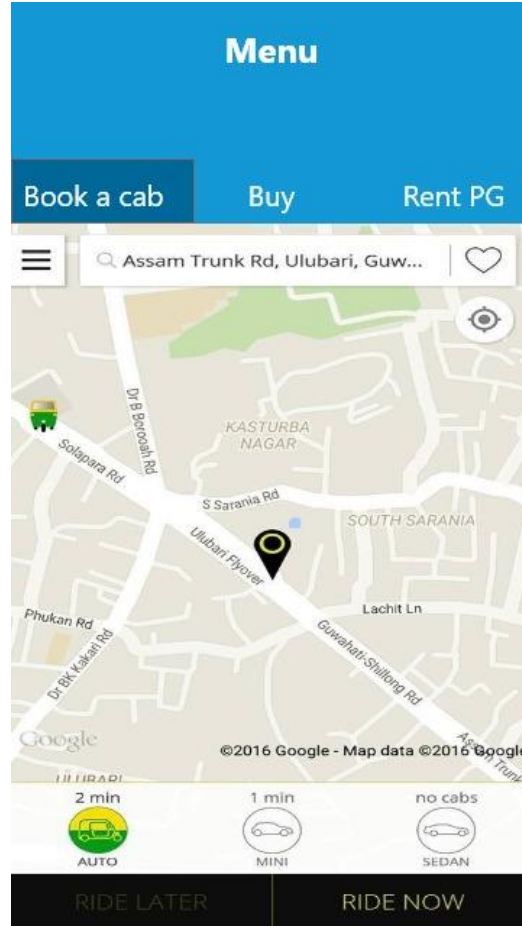 Menu
Book a cab
Buy
Rent PG
Assam Trunk Rd, Ulubari, Guw...
Dr B Borooah Rd
KASTURBA
NAGAR
Solapara Rd
S Sarania Rd
SOUTH SARANIA
Ulubari Flyover
Lachit Ln
Phukan Rd
Guwahati-Shillong Rd
Dr BK Kakari Rd
Assam Trunk
Google
©2016 Google - Map data ©2016 Google
ULUBARI
2 min
1 min
no cabs
AUTO
MINI
SEDAN
RIDE LATER
RIDE NOW